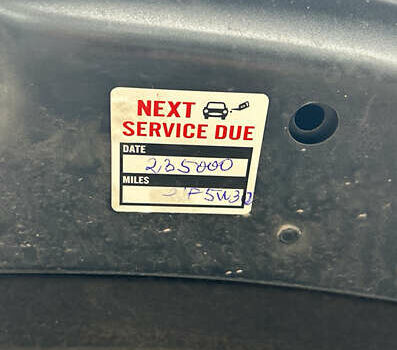 NEXT
SERVICE DUE
DATE
235000
MILES
5W30